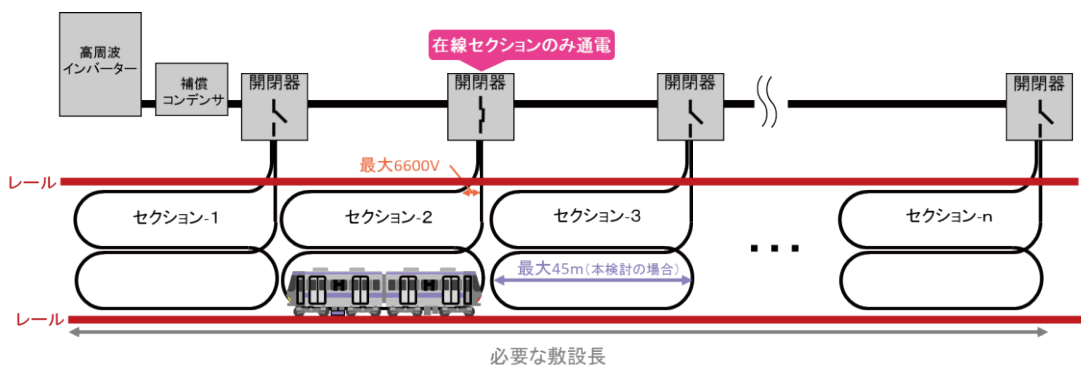 高周波
インバーター
補償
コンデンサ
開閉器
在線セクションのみ通電
開閉器
開閉器
開閉器
最大6600V
レール
セクション-1
セクション-2
セクション-3
セクション-n
最大45m(本検討の場合)
レール
必要な敷設長